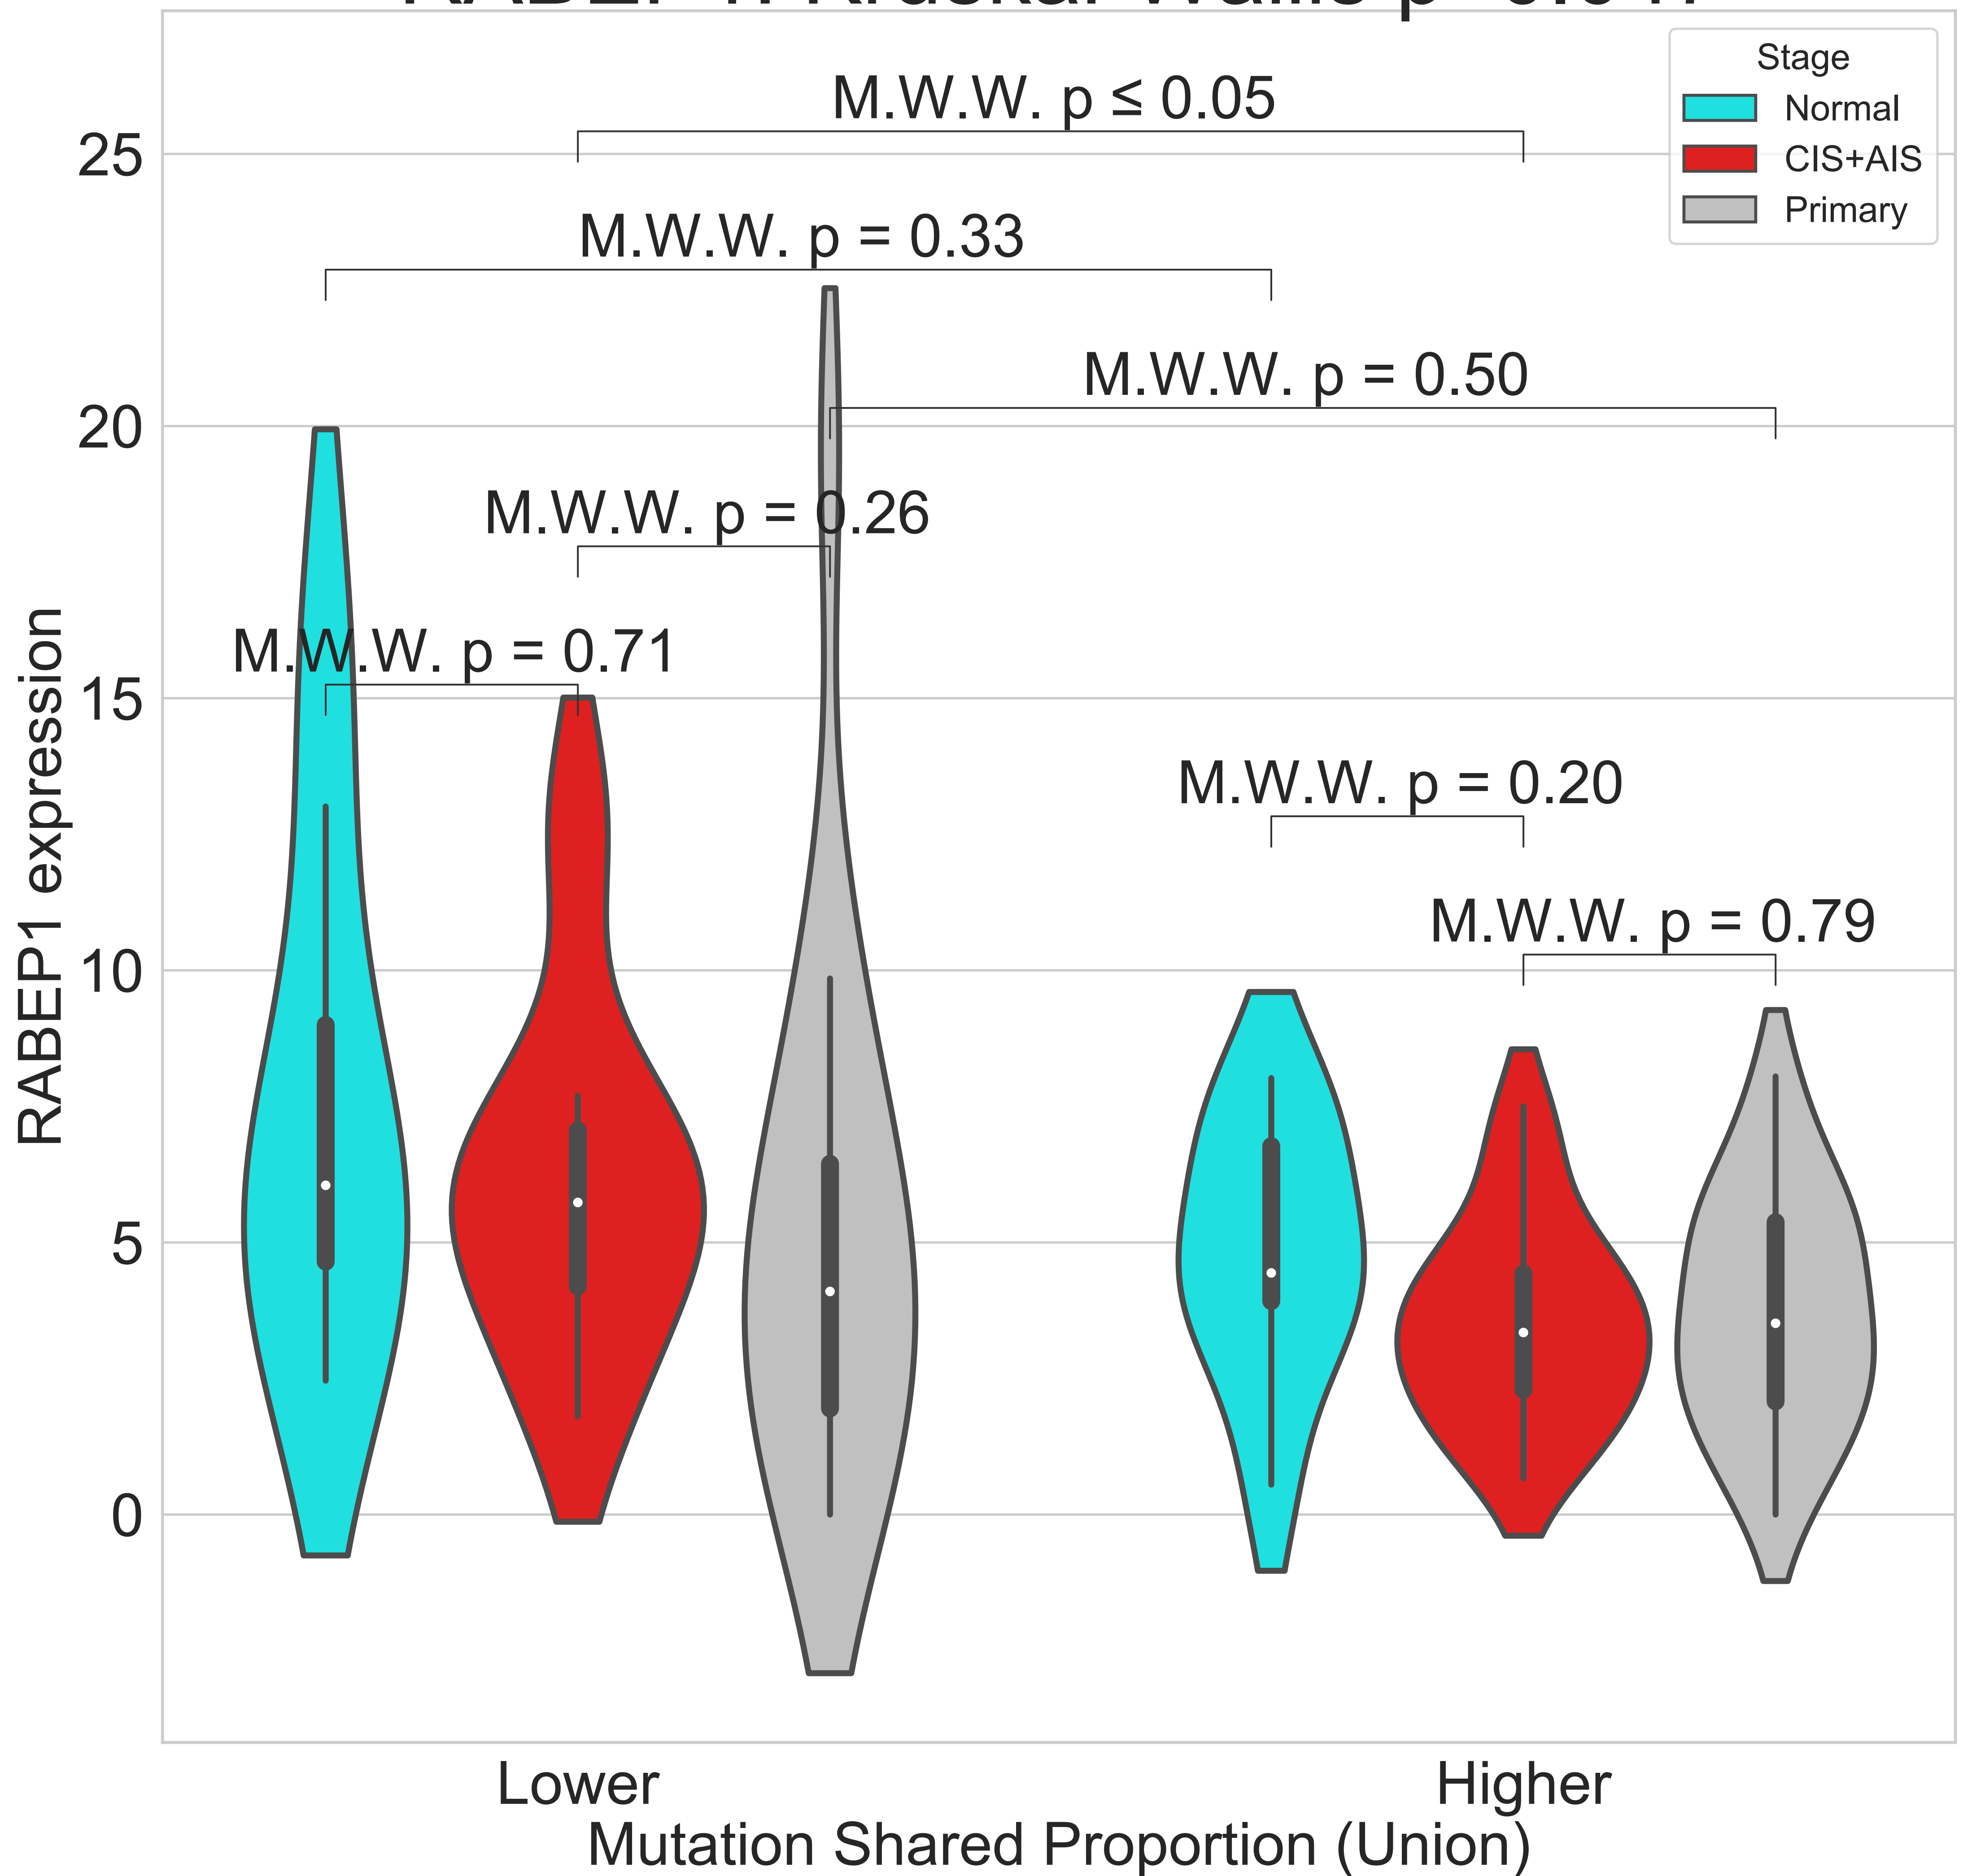 Stage
Normal
CIS+AIS
Primary
M.W.W. p ≤ 0.05
M.W.W. p = 0.33
M.W.W. p = 0.50
M.W.W. p = 0.26
M.W.W. p = 0.71
M.W.W. p = 0.20
M.W.W. p = 0.79
25
20
15
10
5
0
RABEP1 expression
Lower
Higher
Mutation Shared Proportion (Union)